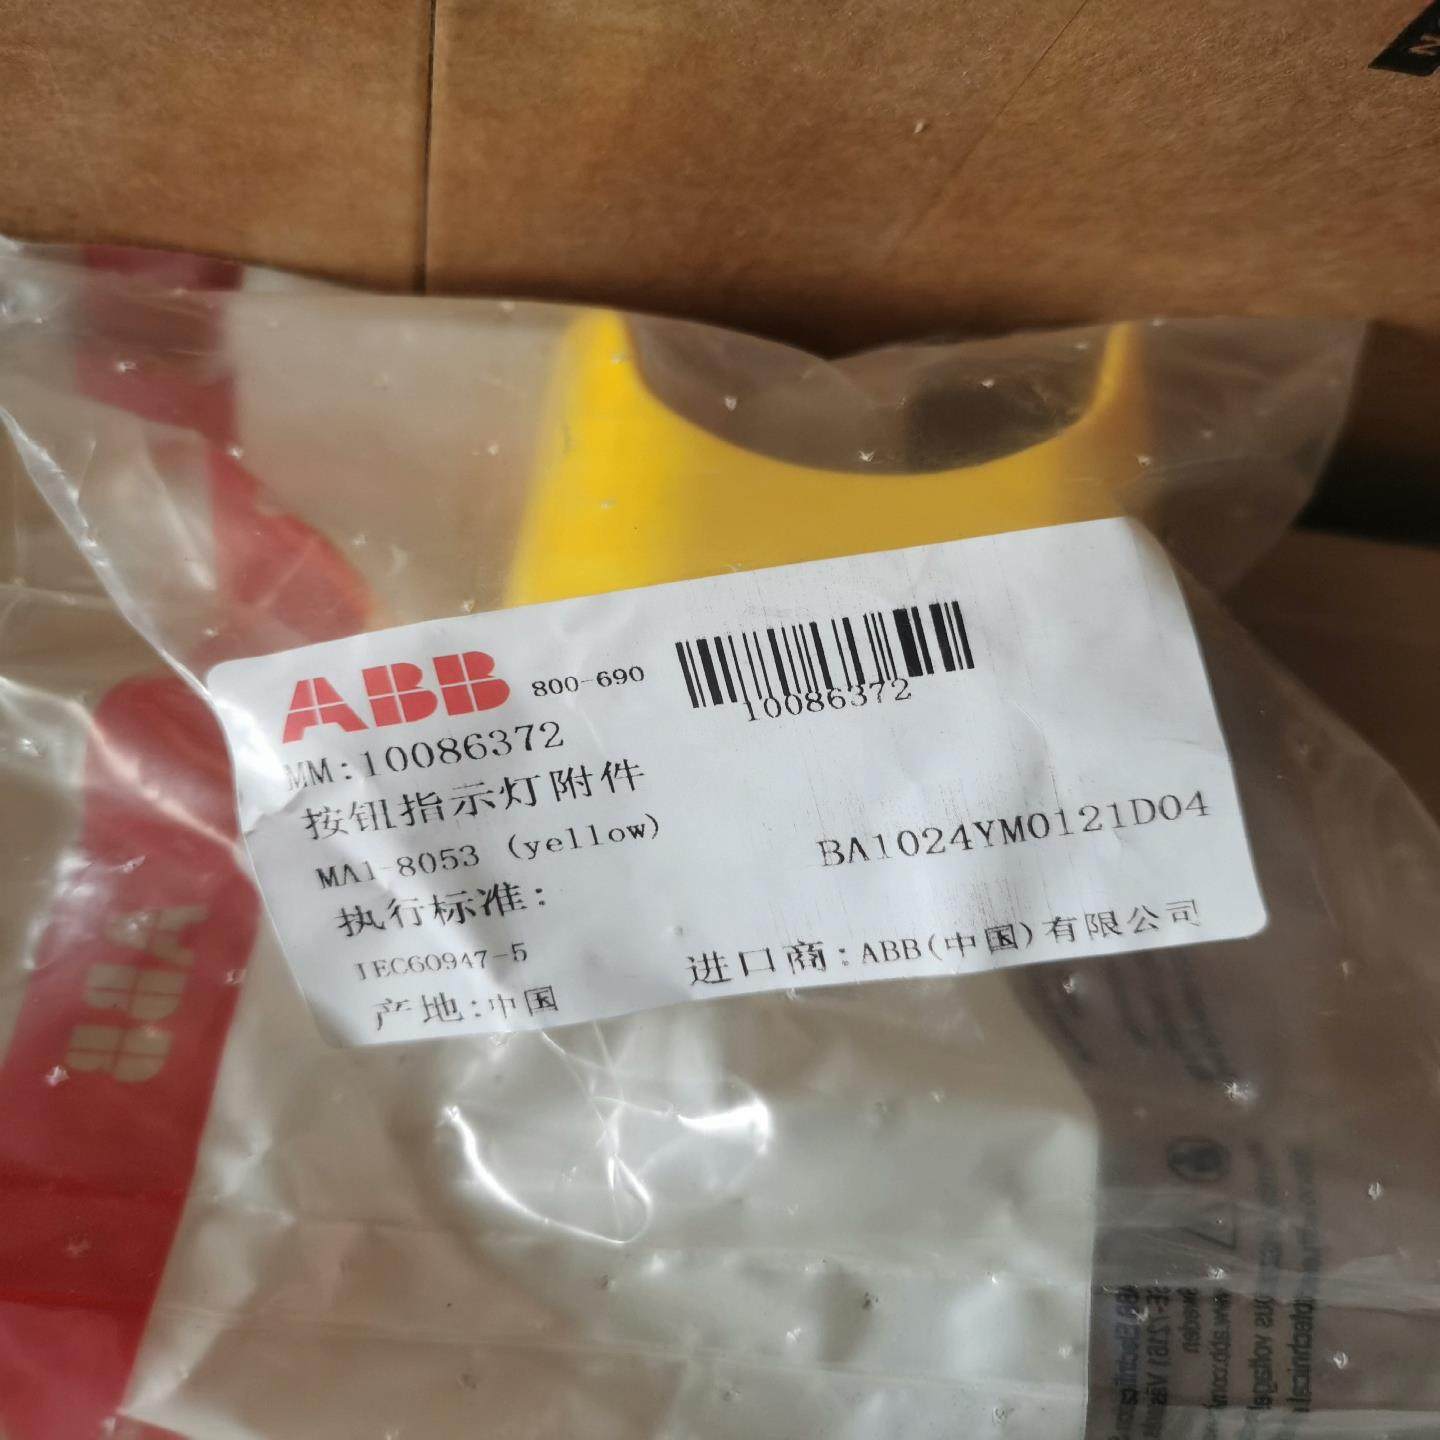 ABB 800-690
10086372
MM:10086372
按钮指示灯附件
MA1-8053 (yellow)
BA1024YM0121D04
执行标准:
IEC60947-5
进口商:ABB(中国)有限公司
产地:中国
ABB